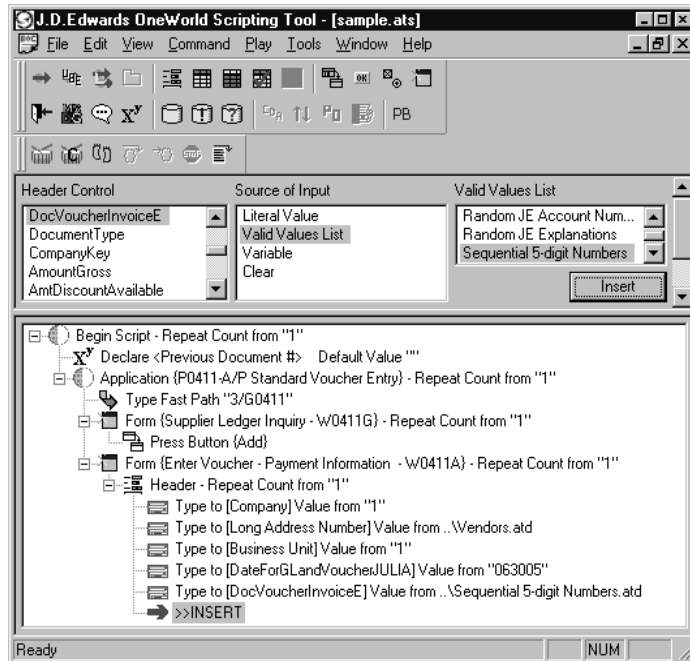 J.D.Edwards OneWorld Scripting Tool - [sample.ats]
File Edit View Command Play Tools Window Help
UBE OK
X^y T ? EDA PO PB
C STOP
Header Control Source of Input Valid Values List
DocVoucherInvoiceE Literal Value Random JE Account Num...
DocumentType Valid Values List Random JE Explanations
CompanyKey Variable Sequential 5-digit Numbers
AmountGross Clear
AmtDiscountAvailable Insert
Begin Script - Repeat Count from "1"
X^y Declare <Previous Document #> Default Value ""
Application {P0411-A/P Standard Voucher Entry} - Repeat Count from "1"
Type Fast Path "3/G0411"
Form {Supplier Ledger Inquiry - W0411G} - Repeat Count from "1"
Press Button {Add}
Form {Enter Voucher - Payment Information - W0411A} - Repeat Count from "1"
Header - Repeat Count from "1"
Type to [Company] Value from "1"
Type to [Long Address Number] Value from ..\Vendors.atd
Type to [Business Unit] Value from "1"
Type to [DateForGLandVoucherJULIA] Value from "063005"
Type to [DocVoucherInvoiceE] Value from ..\Sequential 5-digit Numbers.atd
>>INSERT
Ready NUM